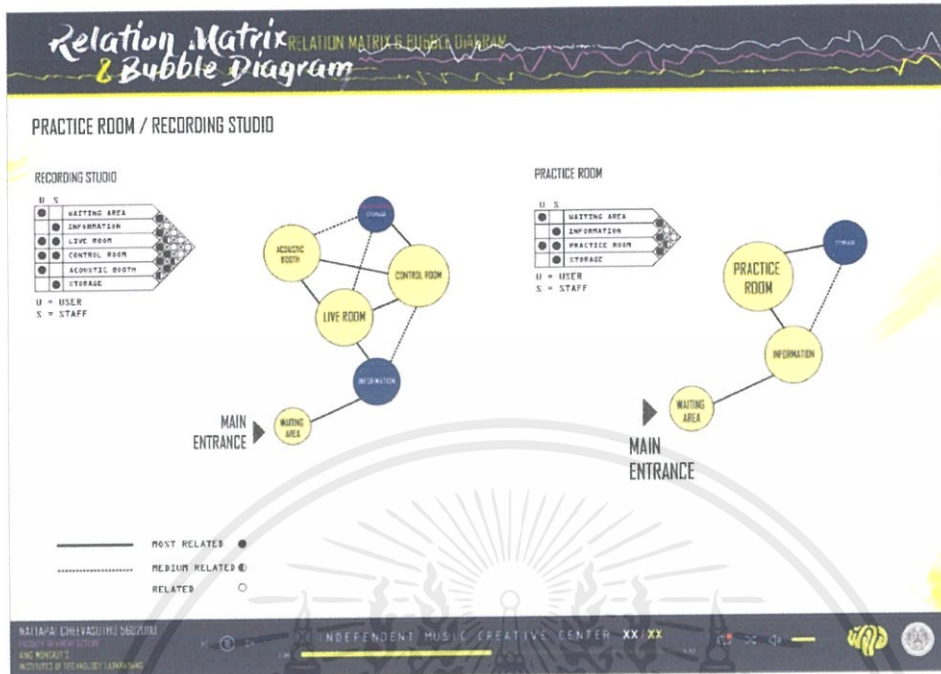 Relation Matrix
& Bubble Diagram
RELATION MATRIX & BUBBLE DIAGRAM
PRACTICE ROOM / RECORDING STUDIO
RECORDING STUDIO
U S
WAITING AREA
INFORMATION
LIVE ROOM
CONTROL ROOM
ACOUSTIC BOOTH
STORAGE
U = USER
S = STAFF
STORAGE
ACOUSTIC
BOOTH
CONTROL ROOM
LIVE ROOM
INFORMATION
WAITING
AREA
MAIN
ENTRANCE
PRACTICE ROOM
U S
WAITING AREA
INFORMATION
PRACTICE ROOM
STORAGE
U = USER
S = STAFF
STORAGE
PRACTICE
ROOM
INFORMATION
WAITING
AREA
MAIN
ENTRANCE
MOST RELATED
MEDIUM RELATED
RELATED
INDEPENDENT MUSIC CREATIVE CENTER XX/XX